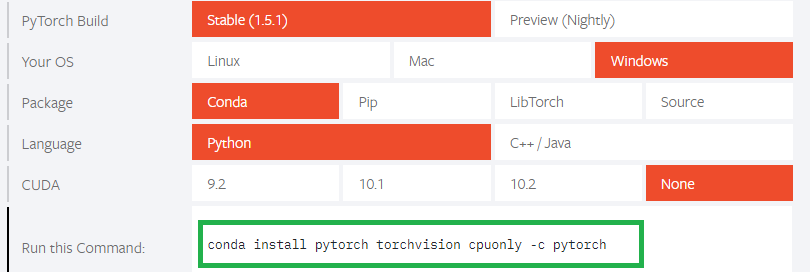 PyTorch Build Stable (1.5.1) Preview (Nightly)
Your OS Linux Mac Windows
Package Conda Pip LibTorch Source
Language Python C++ / Java
CUDA 9.2 10.1 10.2 None
Run this Command: conda install pytorch torchvision cpuonly -c pytorch